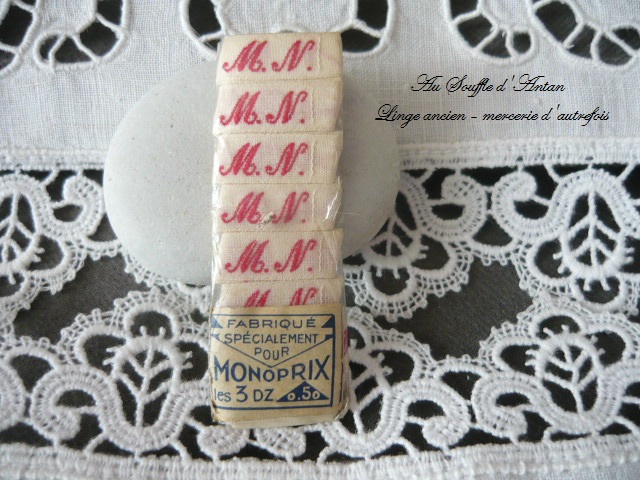 M. N.
M. N.
M. N.
M. N.
M. N.
M. N.
FABRIQUÉ
SPÉCIALEMENT
POUR
MONOPRIX
les 3 DZ 0.50
Au Souffle d'Antan
Linge ancien - mercerie d'autrefois